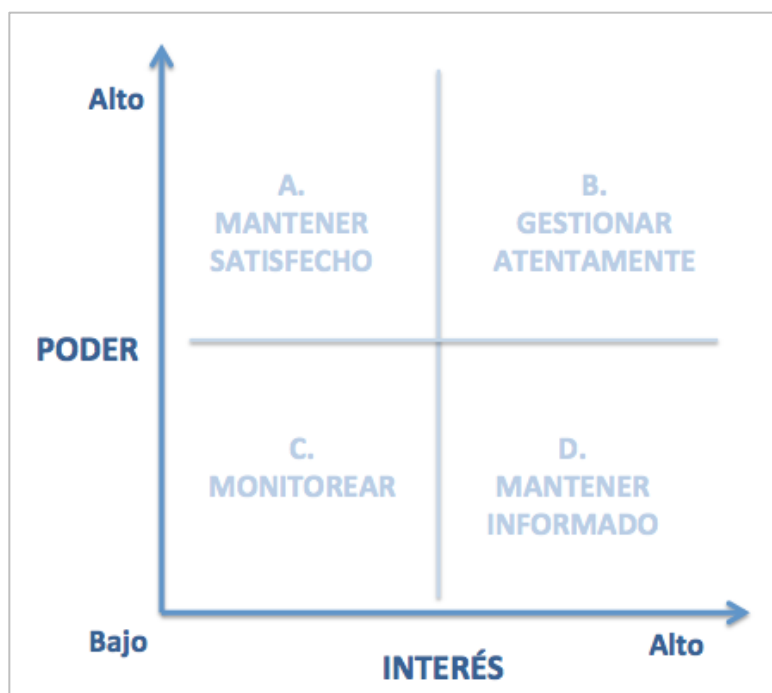 Alto
A.
MANTENER
SATISFECHO
B.
GESTIONAR
ATENTAMENTE
PODER
C.
MONITOREAR
D.
MANTENER
INFORMADO
Bajo
INTERÉS
Alto